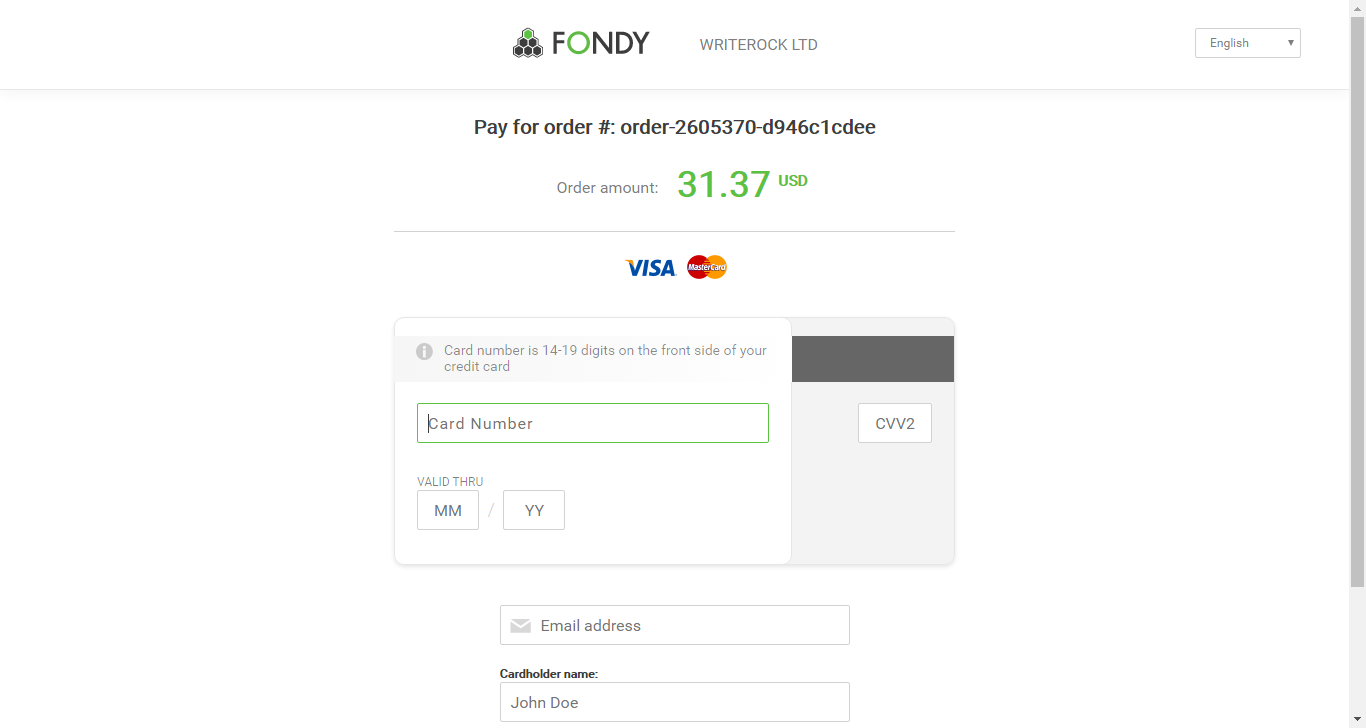 FONDY
WRITEROCK LTD
English
Pay for order #: order-2605370-d946c1cdee
Order amount: 31.37 USD
VISA MasterCard
Card number is 14-19 digits on the front side of your
credit card
Card Number
CVV2
VALID THRU
MM / YY
Email address
Cardholder name:
John Doe